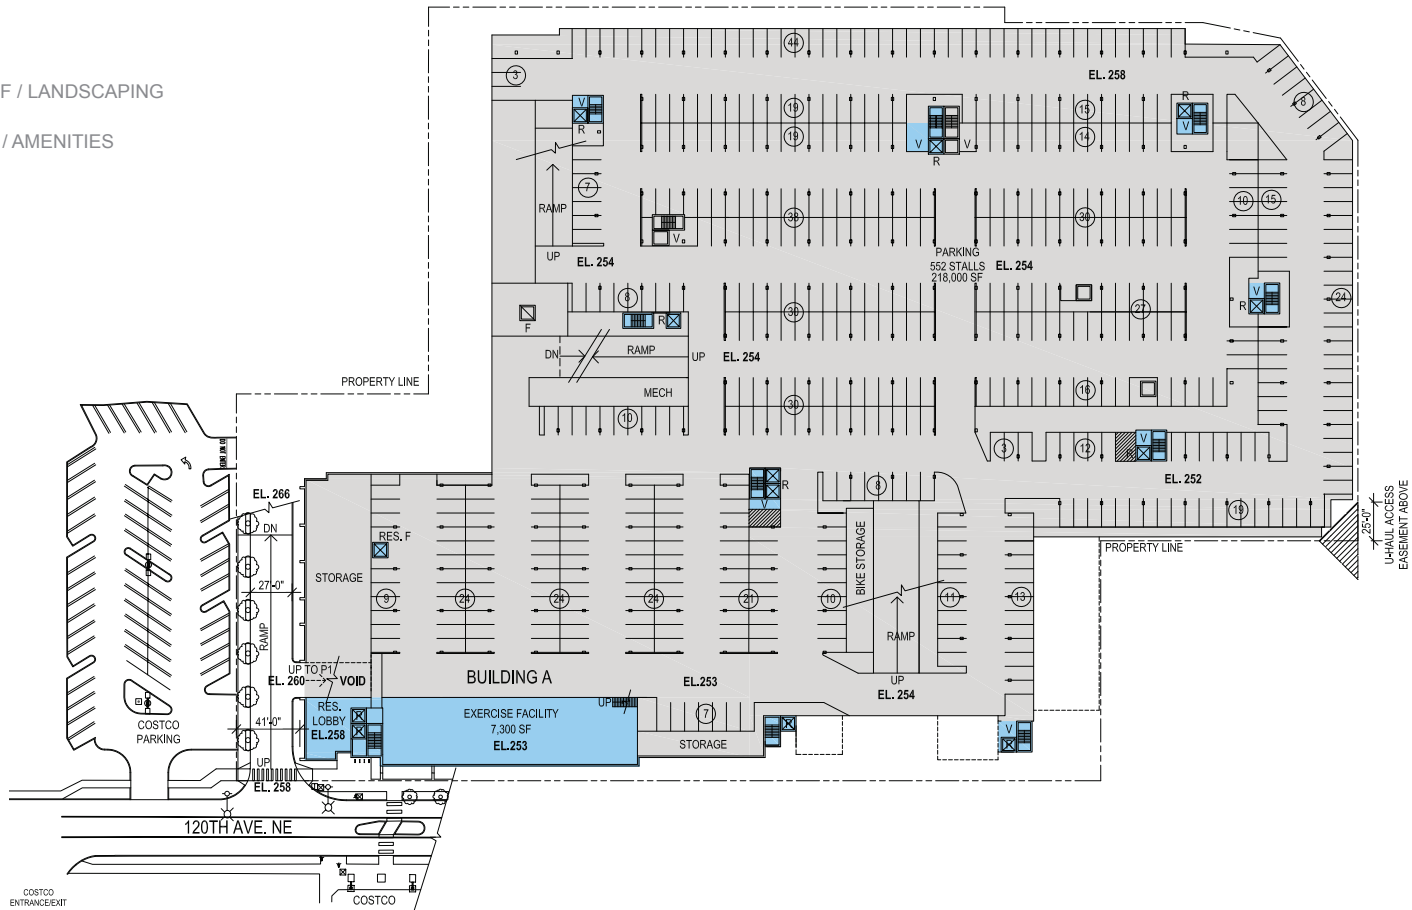 F / LANDSCAPING
/ AMENITIES
44
3
EL. 258
8
V
R
19
19
15
14
V
V
R
R
V
7
RAMP
UP
EL. 254
38
V
30
10
15
PARKING
552 STALLS
218,000 SF
EL. 254
8
F
R
30
27
V
R
24
DN
RAMP
UP
EL. 254
MECH
PROPERTY LINE
10
30
16
3
12
V
R
EL. 252
19
25'-0"
U-HAUL ACCESS
EASEMENT ABOVE
PROPERTY LINE
DO NOT ENTER
EL. 266
DN
27'-0"
RAMP
STORAGE
RES. F
9
24
24
24
21
R
V
8
10
BIKE STORAGE
RAMP
UP
EL. 254
11
13
UP TO P1
EL. 260
VOID
BUILDING A
EL.253
RES.
LOBBY
EL.258
EXERCISE FACILITY
7,300 SF
EL.253
UP
7
STORAGE
V
COSTCO
PARKING
41'-0"
UP
EL. 258
120TH AVE. NE
COSTCO
ENTRANCE/EXIT
COSTCO